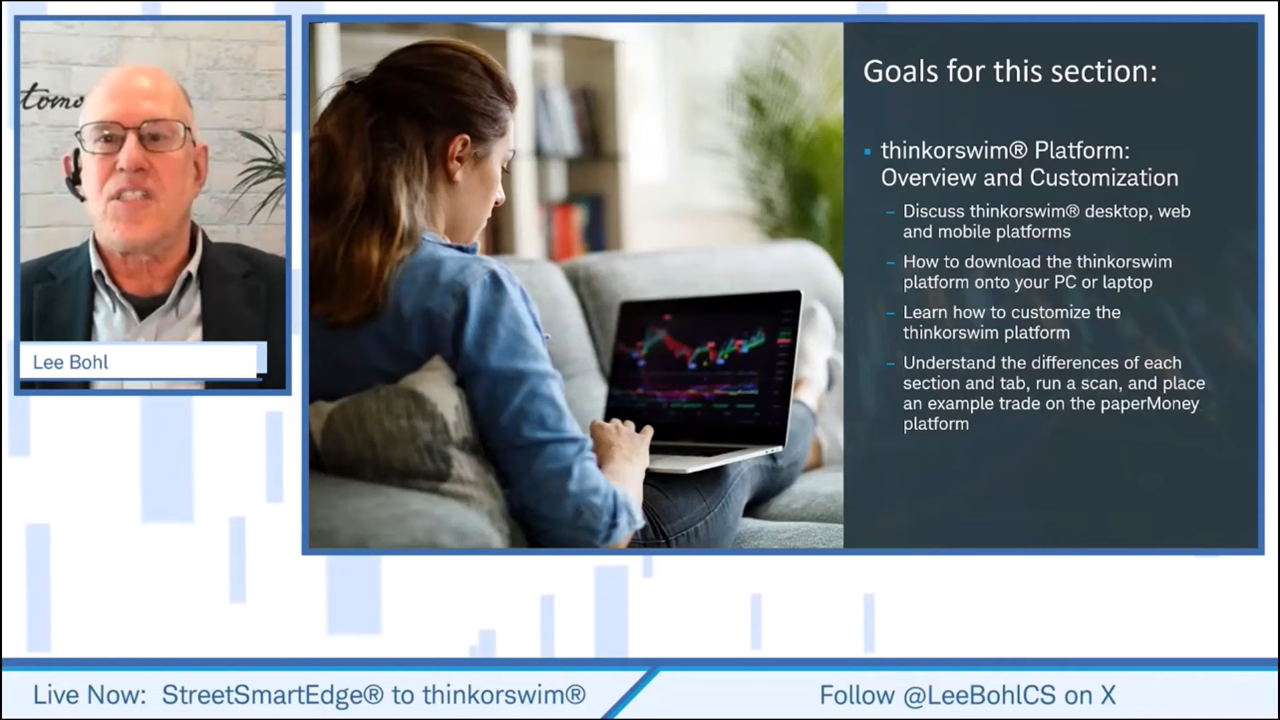 tomo
Lee Bohl
Goals for this section:
thinkorswim® Platform:
Overview and Customization
– Discuss thinkorswim® desktop, web
and mobile platforms
– How to download the thinkorswim
platform onto your PC or laptop
– Learn how to customize the
thinkorswim platform
– Understand the differences of each
section and tab, run a scan, and place
an example trade on the paperMoney
platform
Live Now: StreetSmartEdge® to thinkorswim®
Follow @LeeBohlCS on X